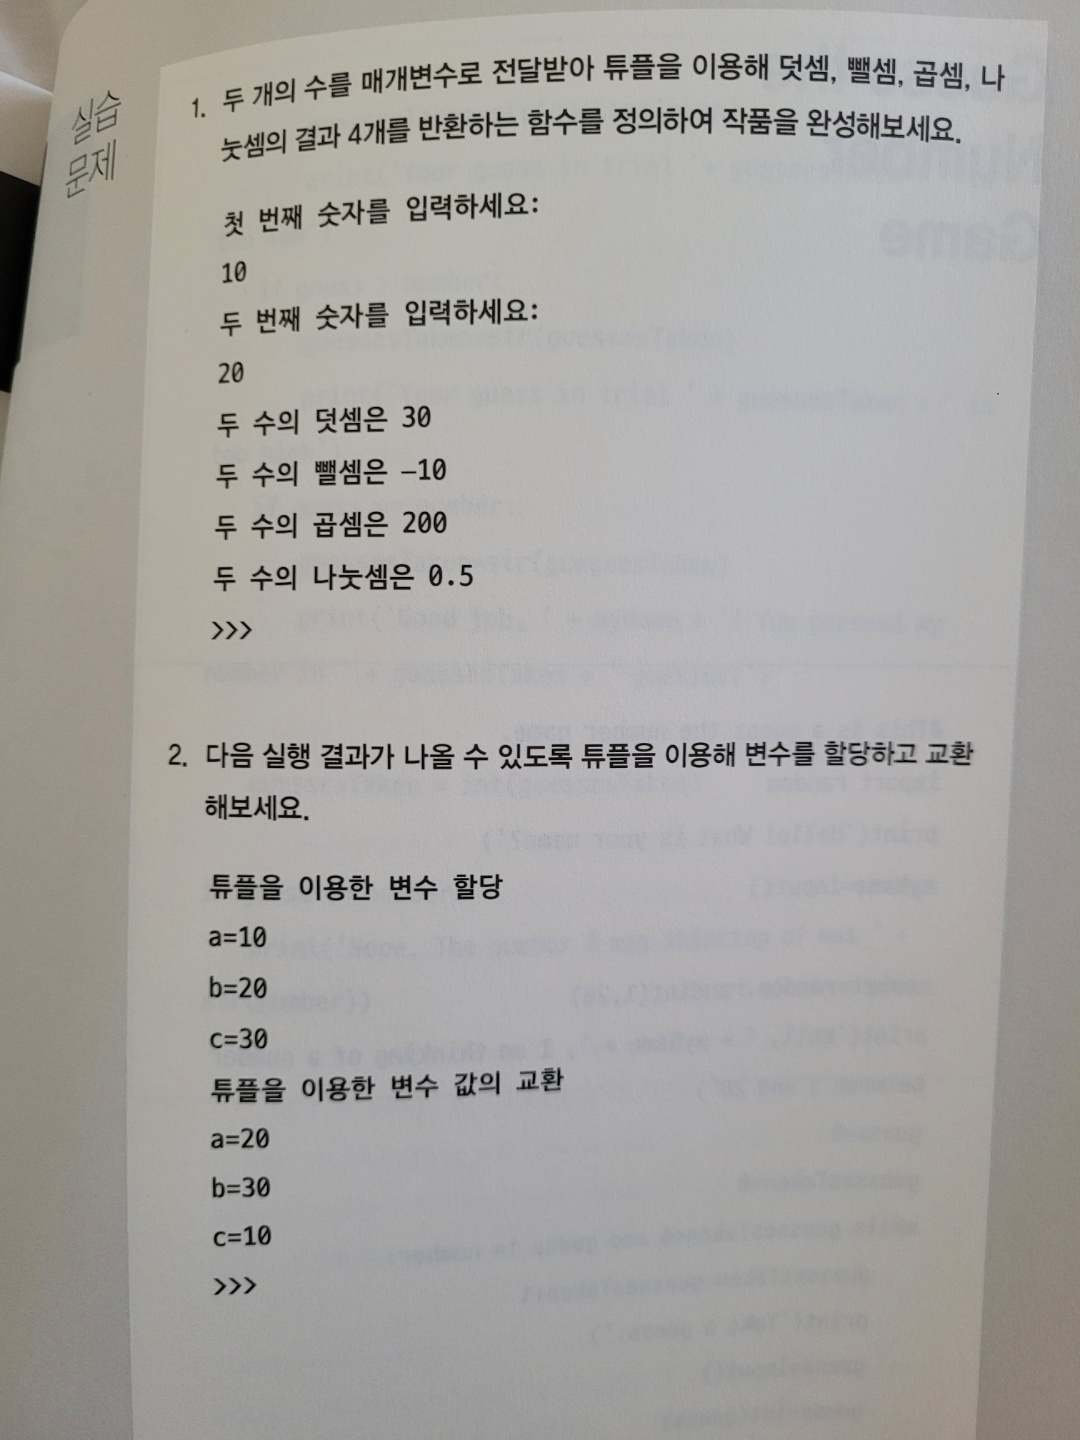 실습
문제
1. 두 개의 수를 매개변수로 전달받아 튜플을 이용해 덧셈, 뺄셈, 곱셈, 나
눗셈의 결과 4개를 반환하는 함수를 정의하여 작품을 완성해보세요.
첫 번째 숫자를 입력하세요:
10
두 번째 숫자를 입력하세요:
20
두 수의 덧셈은 30
두 수의 뺄셈은 –10
두 수의 곱셈은 200
두 수의 나눗셈은 0.5
>>>
2. 다음 실행 결과가 나올 수 있도록 튜플을 이용해 변수를 할당하고 교환
해보세요.
튜플을 이용한 변수 할당
a=10
b=20
c=30
튜플을 이용한 변수 값의 교환
a=20
b=30
c=10
>>>